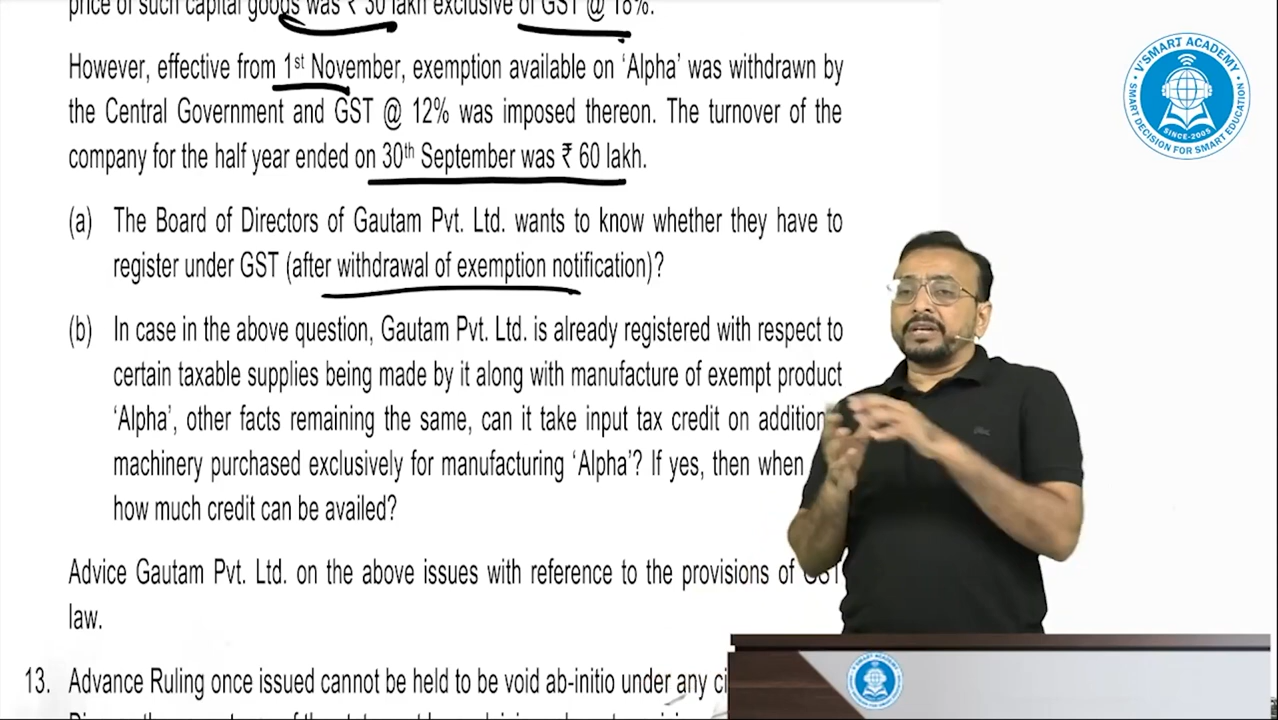 price of such capital goods was ₹ 30 lakh exclusive of GST @ 18%.
However, effective from 1st November, exemption available on ‘Alpha’ was withdrawn by
the Central Government and GST @ 12% was imposed thereon. The turnover of the
company for the half year ended on 30th September was ₹ 60 lakh.
(a) The Board of Directors of Gautam Pvt. Ltd. wants to know whether they have to
register under GST (after withdrawal of exemption notification)?
(b) In case in the above question, Gautam Pvt. Ltd. is already registered with respect to
certain taxable supplies being made by it along with manufacture of exempt product
‘Alpha’, other facts remaining the same, can it take input tax credit on addition
machinery purchased exclusively for manufacturing ‘Alpha’? If yes, then when
how much credit can be availed?
Advice Gautam Pvt. Ltd. on the above issues with reference to the provisions of GST
law.
13. Advance Ruling once issued cannot be held to be void ab-initio under any ci
V'SMART ACADEMY
SINCE-2005
SMART DECISION FOR SMART EDUCATION